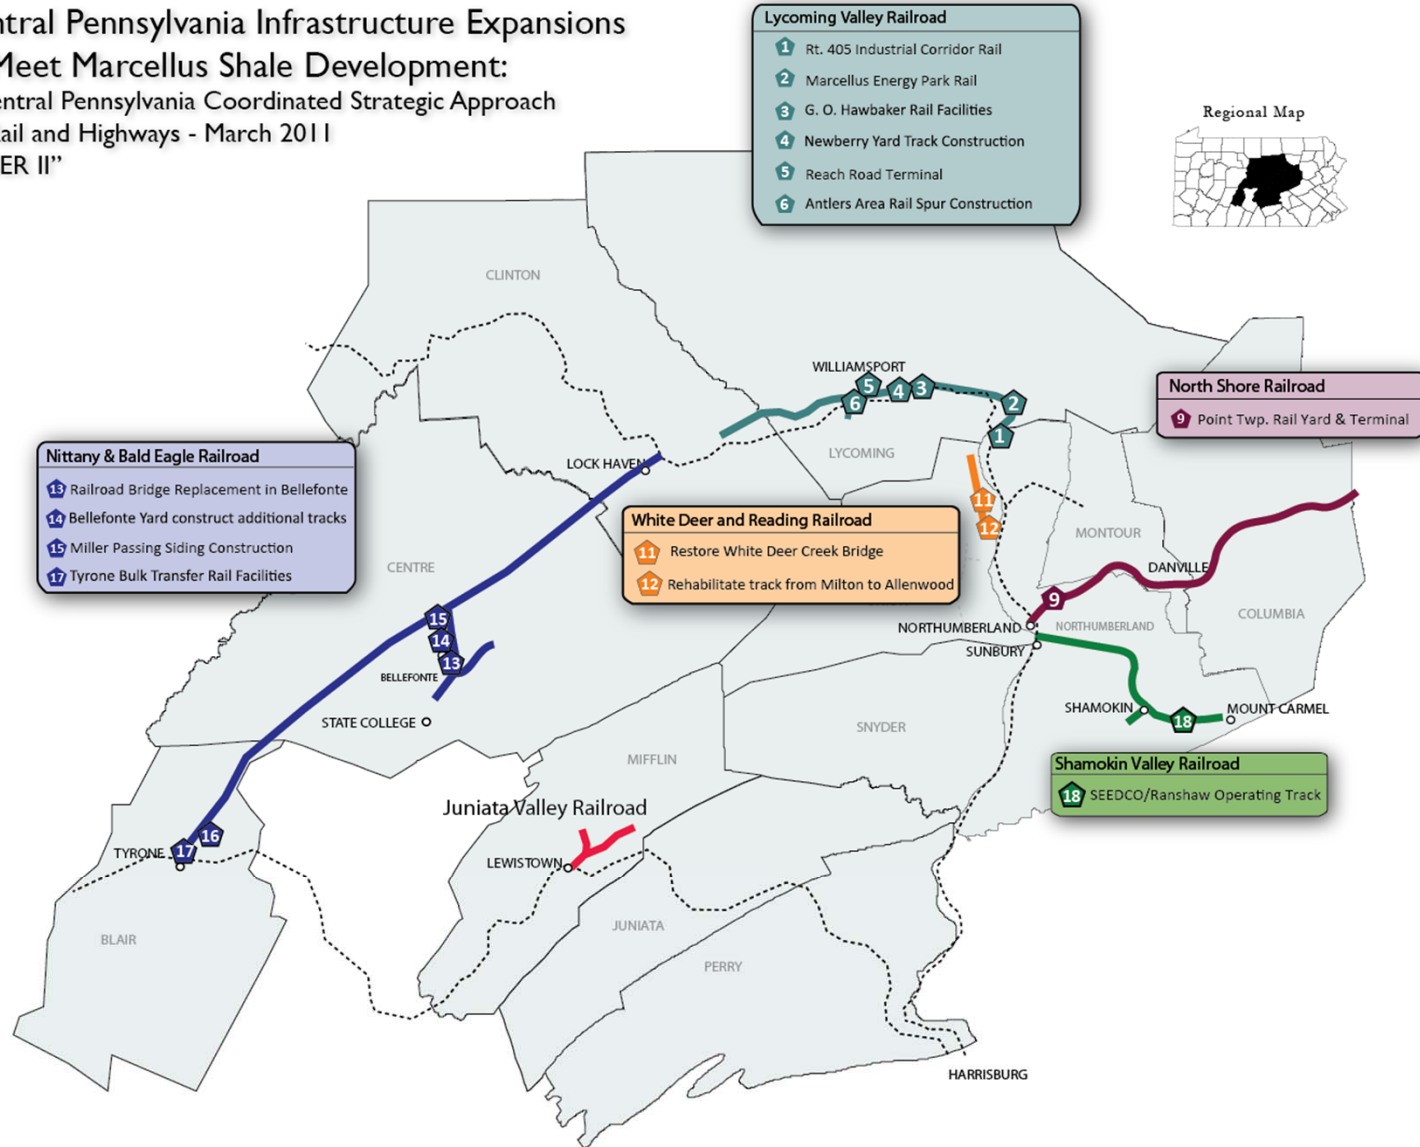 ntral Pennsylvania Infrastructure Expansions
Meet Marcellus Shale Development:
entral Pennsylvania Coordinated Strategic Approach
ail and Highways - March 2011
ER II”
Lycoming Valley Railroad
1 Rt. 405 Industrial Corridor Rail
2 Marcellus Energy Park Rail
3 G. O. Hawbaker Rail Facilities
4 Newberry Yard Track Construction
5 Reach Road Terminal
6 Antlers Area Rail Spur Construction
Regional Map
CLINTON
WILLIAMSPORT
5
4
3
6
2
1
North Shore Railroad
9 Point Twp. Rail Yard & Terminal
LYCOMING
LOCK HAVEN
Nittany & Bald Eagle Railroad
13 Railroad Bridge Replacement in Bellefonte
14 Bellefonte Yard construct additional tracks
15 Miller Passing Siding Construction
17 Tyrone Bulk Transfer Rail Facilities
White Deer and Reading Railroad
11 Restore White Deer Creek Bridge
12 Rehabilitate track from Milton to Allenwood
11
12
MONTOUR
CENTRE
DANVILLE
9
COLUMBIA
15
14
13
NORTHUMBERLAND
NORTHUMBERLAND
SUNBURY
BELLEFONTE
STATE COLLEGE
SHAMOKIN
18
MOUNT CARMEL
SNYDER
MIFFLIN
Shamokin Valley Railroad
18 SEEDCO/Ranshaw Operating Track
Juniata Valley Railroad
16
17
TYRONE
LEWISTOWN
BLAIR
JUNIATA
PERRY
HARRISBURG